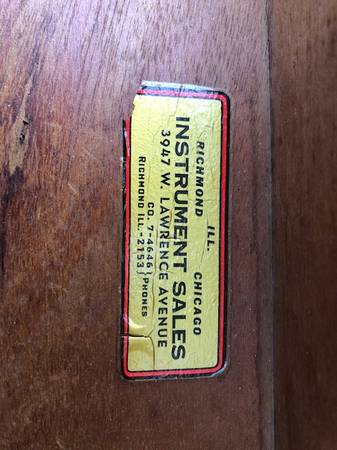 RICHMOND ILL. CHICAGO
INSTRUMENT SALES
3947 W. LAWRENCE AVENUE
CO. 7-4646 } PHONES
RICHMOND ILL.-2153